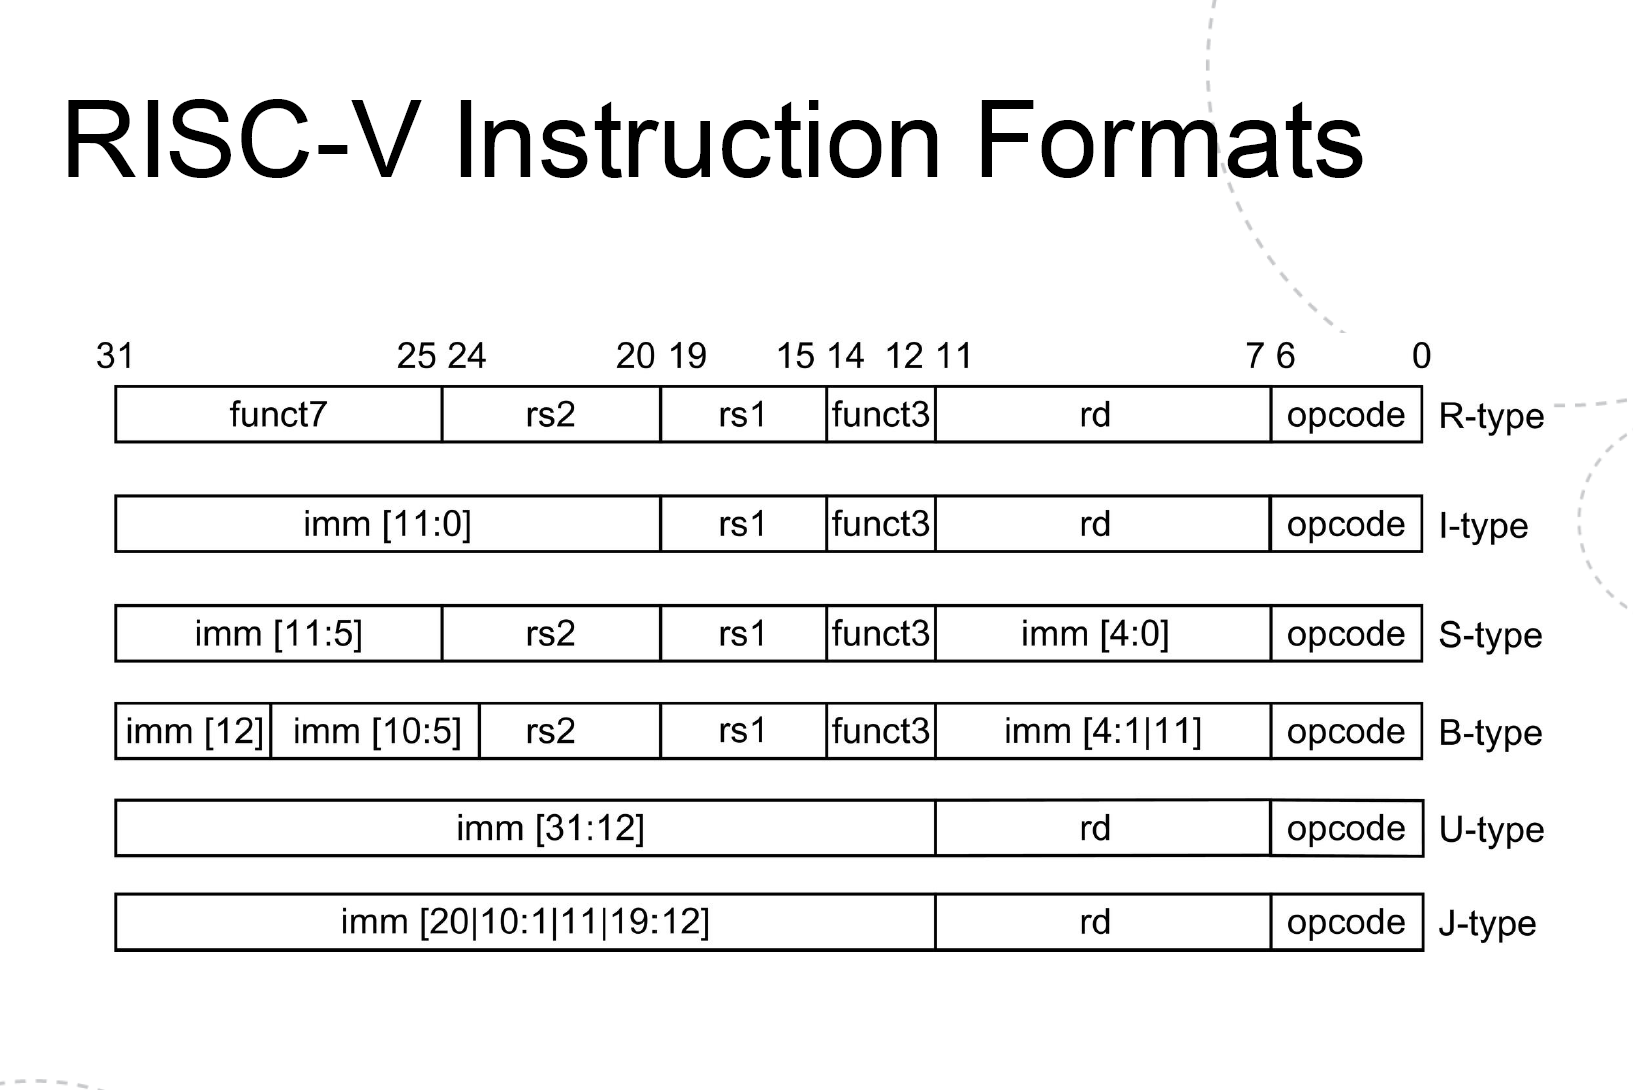 RISC-V Instruction Formats
31 25 24 20 19 15 14 12 11 7 6 0
funct7 rs2 rs1 funct3 rd opcode R-type
imm [11:0] rs1 funct3 rd opcode I-type
imm [11:5] rs2 rs1 funct3 imm [4:0] opcode S-type
imm [12] imm [10:5] rs2 rs1 funct3 imm [4:1|11] opcode B-type
imm [31:12] rd opcode U-type
imm [20|10:1|11|19:12] rd opcode J-type